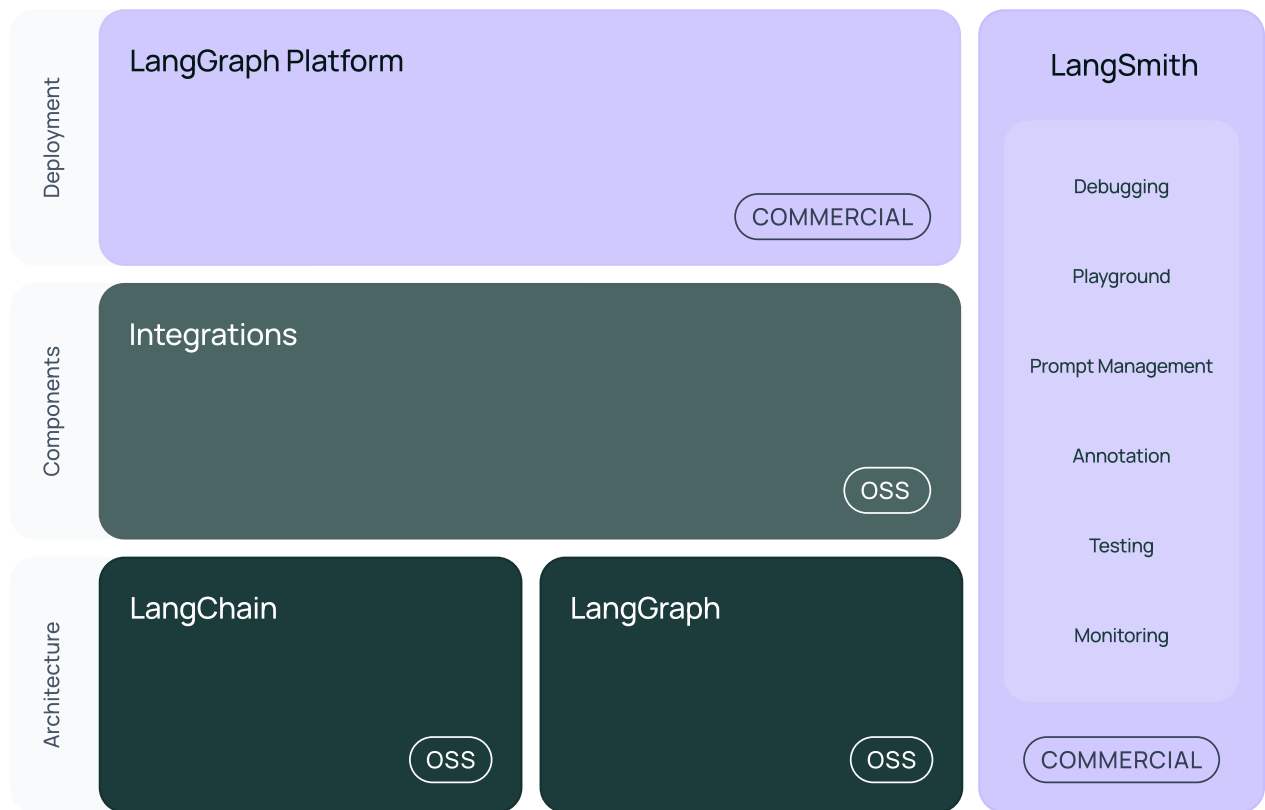 Deployment
LangGraph Platform
COMMERCIAL
Components
Integrations
OSS
Architecture
LangChain
OSS
LangGraph
OSS
LangSmith
Debugging
Playground
Prompt Management
Annotation
Testing
Monitoring
COMMERCIAL